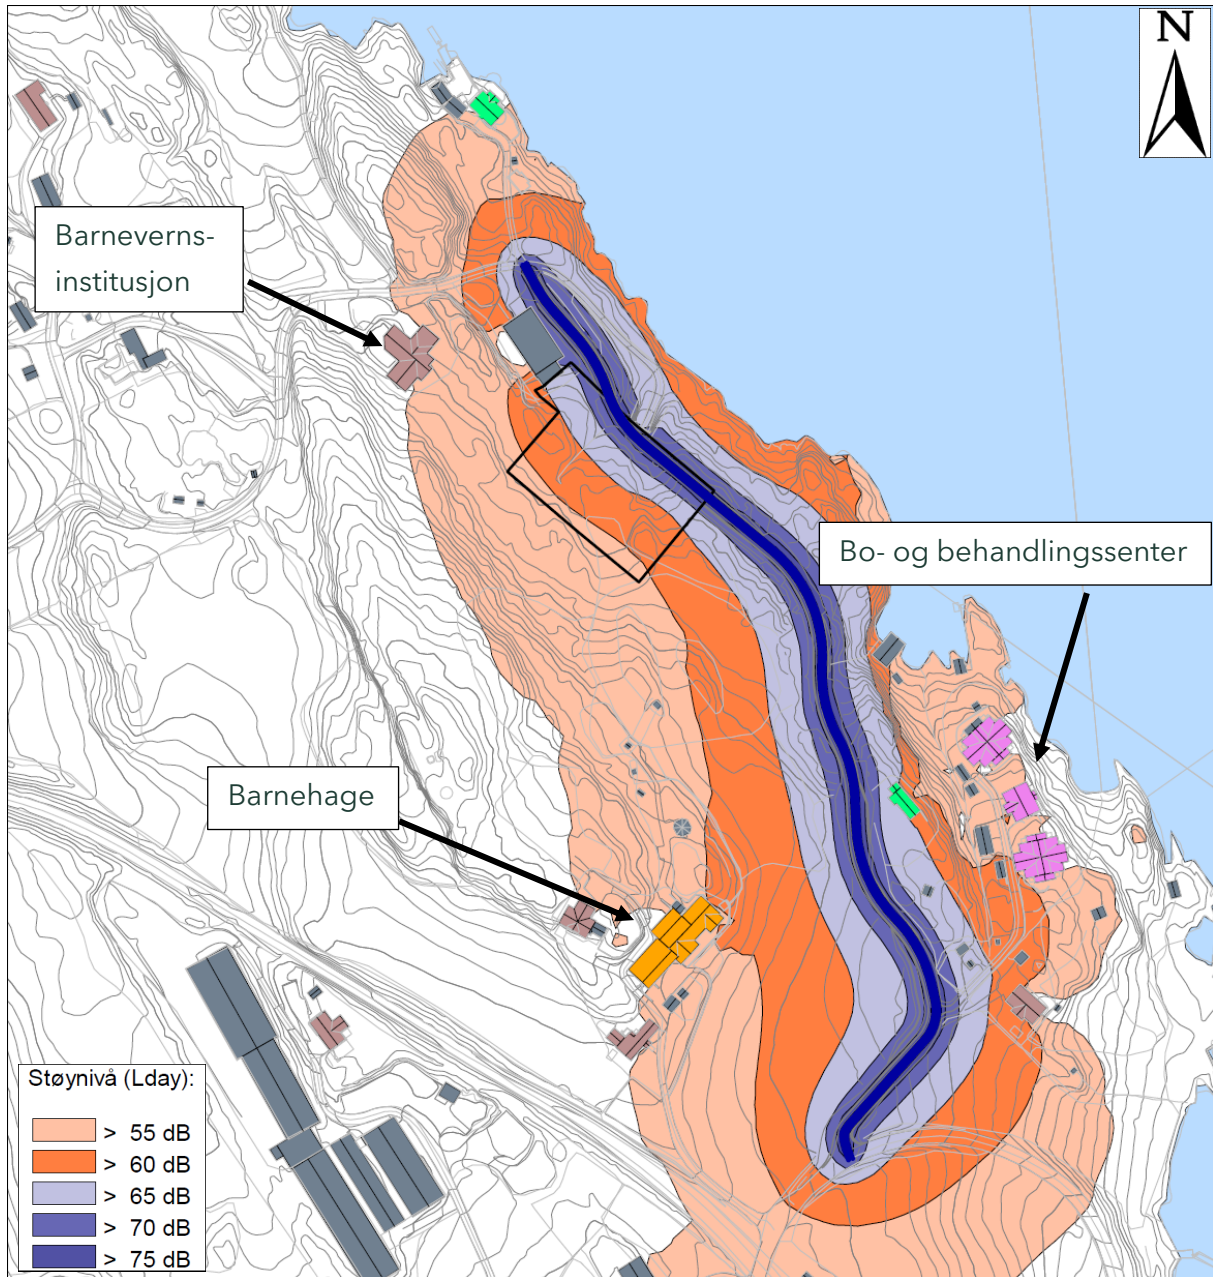 N
Barneverns-
institusjon
Bo- og behandlingssenter
Barnehage
Støynivå (Lday):
> 55 dB
> 60 dB
> 65 dB
> 70 dB
> 75 dB